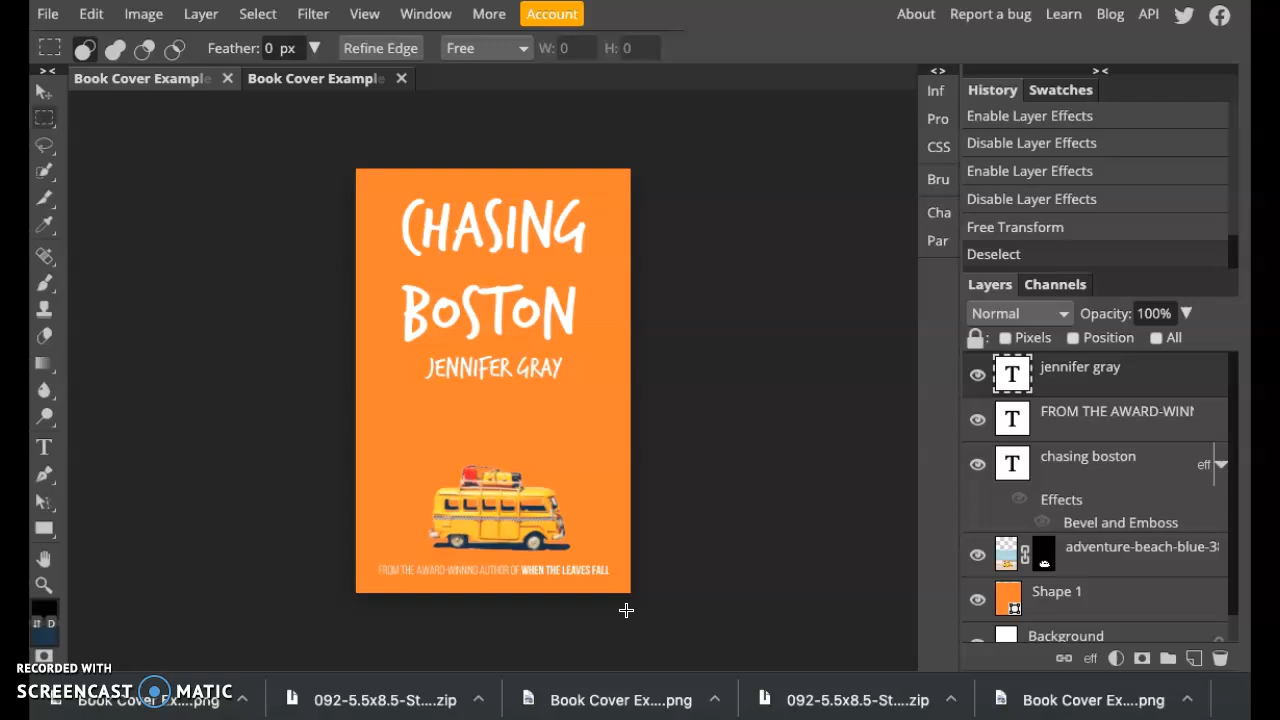 File Edit Image Layer Select Filter View Window More Account About Report a bug Learn Blog API
Feather: 0 px Refine Edge Free W: 0 H: 0
Book Cover Example Book Cover Example
Inf
Pro
CSS
Bru
Cha
Par
History Swatches
Enable Layer Effects
Disable Layer Effects
Enable Layer Effects
Disable Layer Effects
Free Transform
Deselect
Layers Channels
Normal Opacity: 100%
Pixels Position All
T jennifer gray
T FROM THE AWARD-WINN
T chasing boston eff
Effects
Bevel and Emboss
adventure-beach-blue-38
Shape 1
Background
eff
CHASING
BOSTON
JENNIFER GRAY
FROM THE AWARD-WINNING AUTHOR OF WHEN THE LEAVES FALL
T
D
RECORDED WITH
SCREENCAST MATIC
Book Cover Ex....png 092-5.5x8.5-St....zip Book Cover Ex....png 092-5.5x8.5-St....zip Book Cover Ex....png